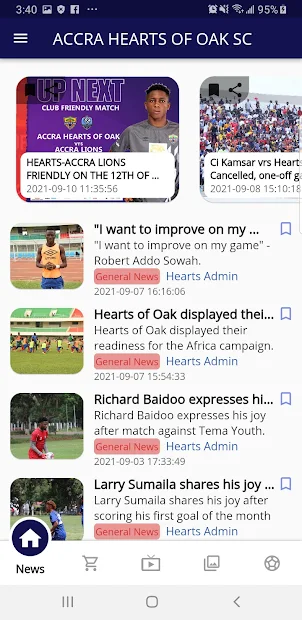 3:40
95%
ACCRA HEARTS OF OAK SC
UP NEXT
CLUB FRIENDLY MATCH
ACCRA HEARTS OF OAK
vs
ACCRA LIONS
HEARTS-ACCRA LIONS
FRIENDLY ON THE 12TH OF ...
2021-09-10 11:35:56
CI Kamsar vrs Hearts
Cancelled, one-off ga
2021-09-08 15:10:18
"I want to improve on my ...
"I want to improve on my game" -
Robert Addo Sowah.
General News Hearts Admin
2021-09-07 16:16:06
Hearts of Oak displayed thei...
Hearts of Oak displayed their
readiness for the Africa campaign.
General News Hearts Admin
2021-09-07 15:54:33
Richard Baidoo expresses hi...
Richard Baidoo expresses his joy
after match against Tema Youth.
General News Hearts Admin
2021-09-03 17:33:49
Larry Sumaila shares his joy ...
Larry Sumaila shares his joy after
scoring his first goal of the month
General News Hearts Admin
News